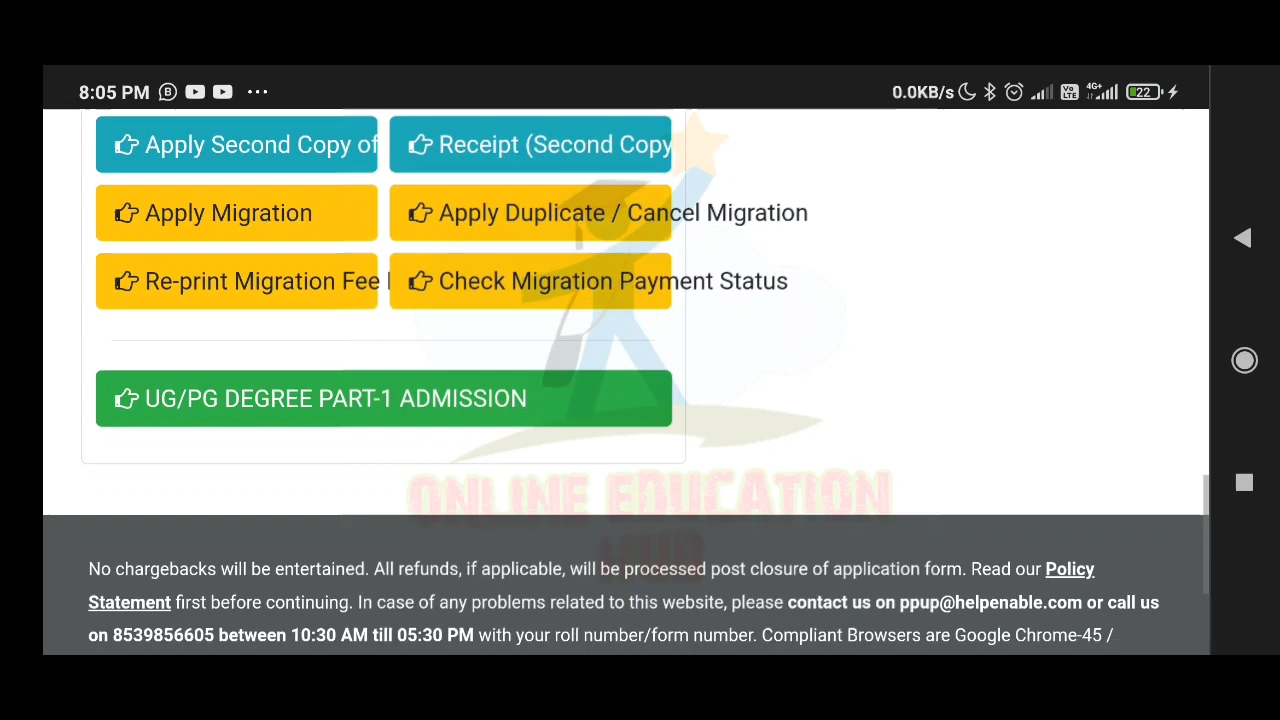 8:05 PM
0.0KB/s
Vo LTE
4G+
22
Apply Second Copy of
Receipt (Second Copy
Apply Migration
Apply Duplicate / Cancel Migration
Re-print Migration Fee
Check Migration Payment Status
UG/PG DEGREE PART-1 ADMISSION
ONLINE EDUCATION
HUB
No chargebacks will be entertained. All refunds, if applicable, will be processed post closure of application form. Read our Policy
Statement first before continuing. In case of any problems related to this website, please contact us on ppup@helpenable.com or call us
on 8539856605 between 10:30 AM till 05:30 PM with your roll number/form number. Compliant Browsers are Google Chrome-45 /